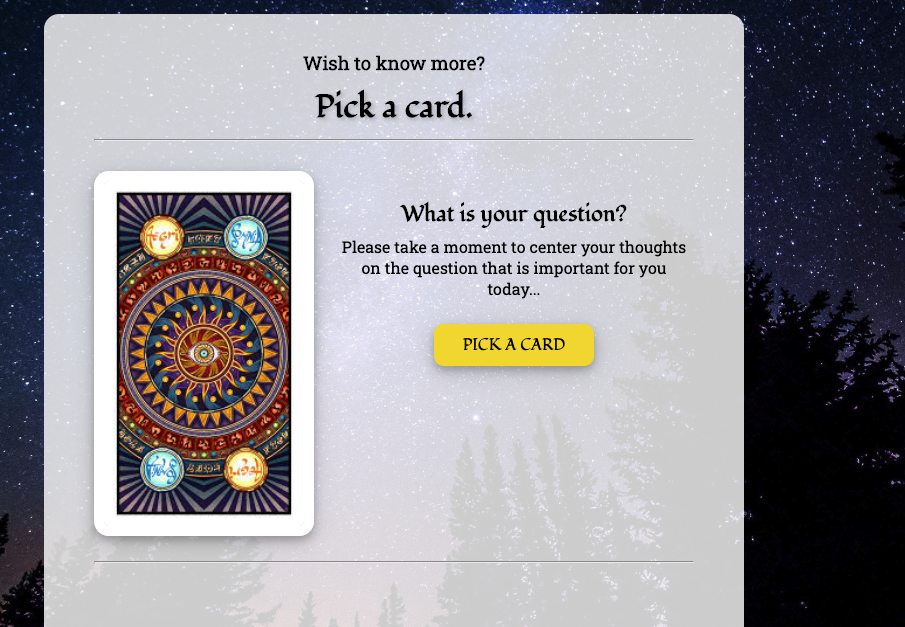 Wish to know more?
Pick a card.
What is your question?
Please take a moment to center your thoughts
on the question that is important for you
today...
PICK A CARD